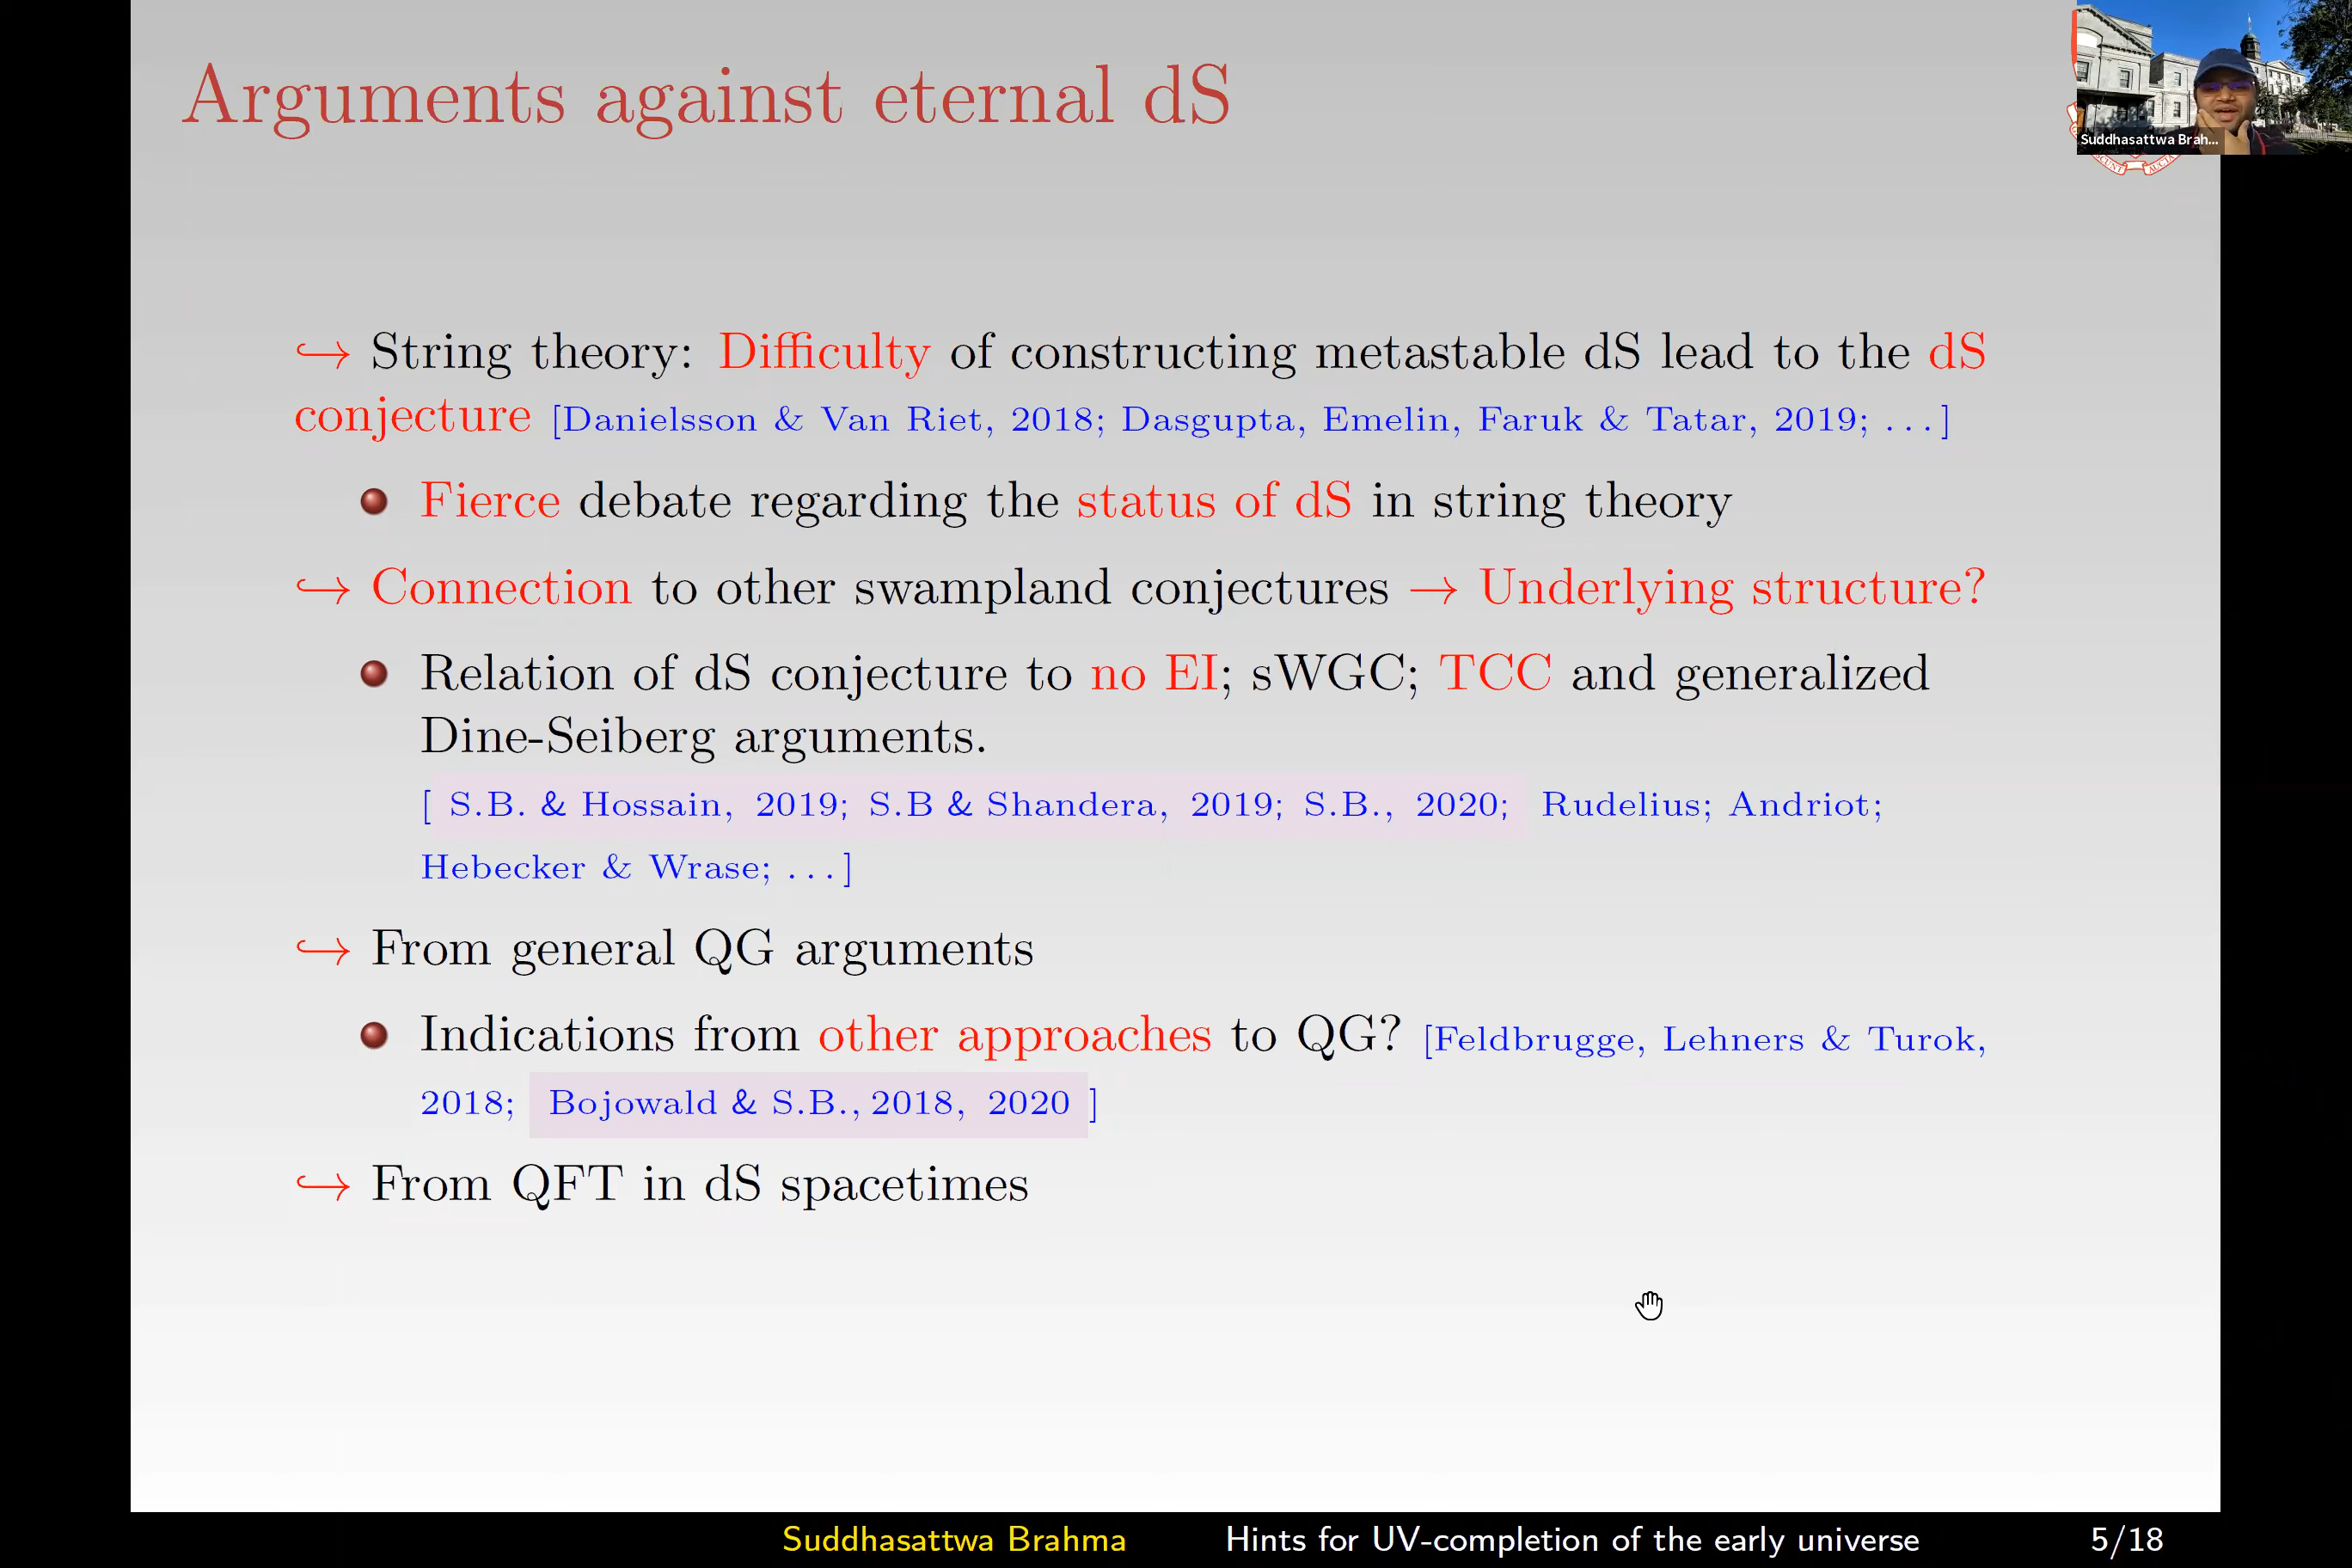 Arguments against eternal dS
Suddhasattwa Brah...
↪ String theory: Difficulty of constructing metastable dS lead to the dS
conjecture [Danielsson & Van Riet, 2018; Dasgupta, Emelin, Faruk & Tatar, 2019; ...]
Fierce debate regarding the status of dS in string theory
↪ Connection to other swampland conjectures → Underlying structure?
Relation of dS conjecture to no EI; sWGC; TCC and generalized
Dine-Seiberg arguments.
[ S.B. & Hossain, 2019; S.B & Shandera, 2019; S.B., 2020; Rudelius; Andriot;
Hebecker & Wrase; ...]
↪ From general QG arguments
Indications from other approaches to QG? [Feldbrugge, Lehners & Turok,
2018; Bojowald & S.B., 2018, 2020 ]
↪ From QFT in dS spacetimes
Suddhasattwa Brahma Hints for UV-completion of the early universe 5/18